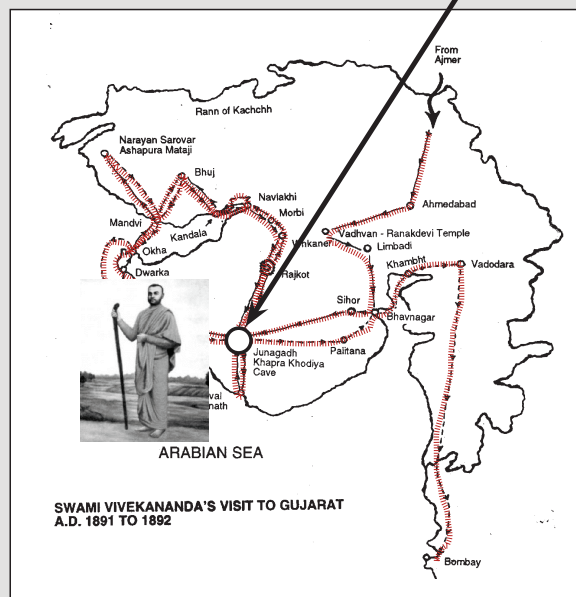 From
Ajmer
Rann of Kachchh
Narayan Sarovar
Ashapura Mataji
Bhuj
Navlakhi
Ahmedabad
Morbi
Mandvi
Kandala
Vadhvan - Ranakdevi Temple
Okha
Limbadi
Khambht
Vadodara
Dwarka
Rajkot
Sihor
Bhavnagar
Junagadh
Khapra Khodiya
Cave
Palitana
ARABIAN SEA
SWAMI VIVEKANANDA'S VISIT TO GUJARAT
A.D. 1891 TO 1892
Bombay